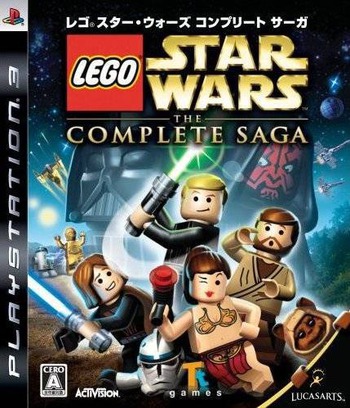 レゴ スター・ウォーズ コンプリート サーガ
LEGO
STAR
WARS
THE
COMPLETE SAGA
PLAYSTATION 3
CERO
A
ACTIVISION
Tt
games
LUCASARTS